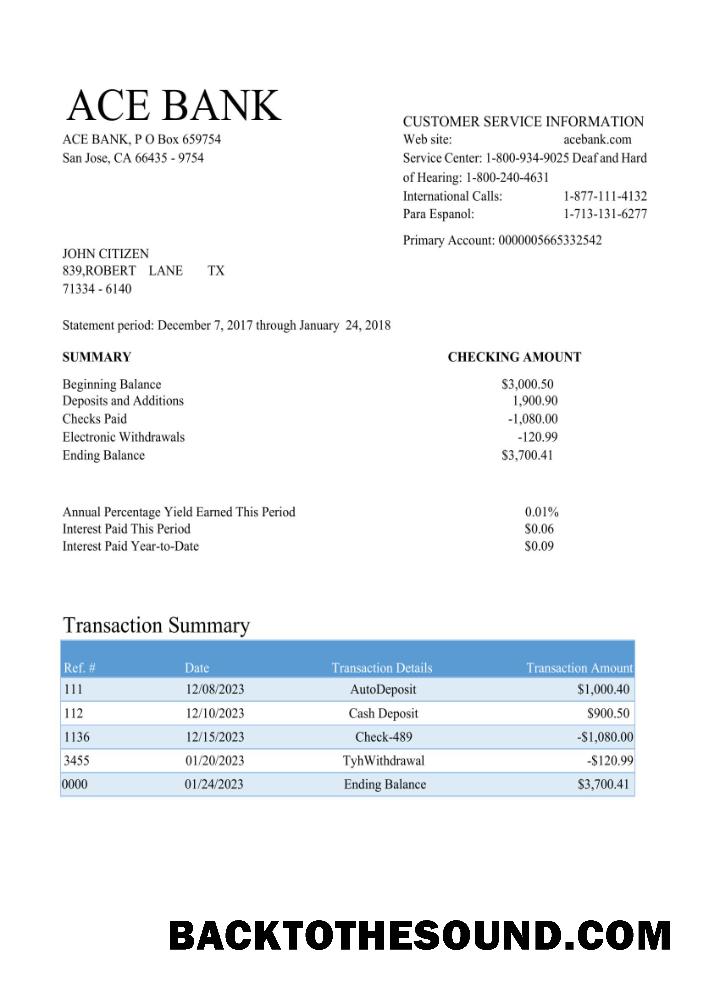 ACE BANK
ACE BANK, P O Box 659754
San Jose, CA 66435 - 9754
CUSTOMER SERVICE INFORMATION
Web site: acebank.com
Service Center: 1-800-934-9025 Deaf and Hard
of Hearing: 1-800-240-4631
International Calls: 1-877-111-4132
Para Espanol: 1-713-131-6277
Primary Account: 0000005665332542
JOHN CITIZEN
839,ROBERT LANE TX
71334 - 6140
Statement period: December 7, 2017 through January 24, 2018
SUMMARY CHECKING AMOUNT
Beginning Balance $3,000.50
Deposits and Additions 1,900.90
Checks Paid -1,080.00
Electronic Withdrawals -120.99
Ending Balance $3,700.41
Annual Percentage Yield Earned This Period 0.01%
Interest Paid This Period $0.06
Interest Paid Year-to-Date $0.09
Transaction Summary
Ref. # Date Transaction Details Transaction Amount
111 12/08/2023 AutoDeposit $1,000.40
112 12/10/2023 Cash Deposit $900.50
1136 12/15/2023 Check-489 -$1,080.00
3455 01/20/2023 TyhWithdrawal -$120.99
0000 01/24/2023 Ending Balance $3,700.41
BACKTOTHESOUND.COM